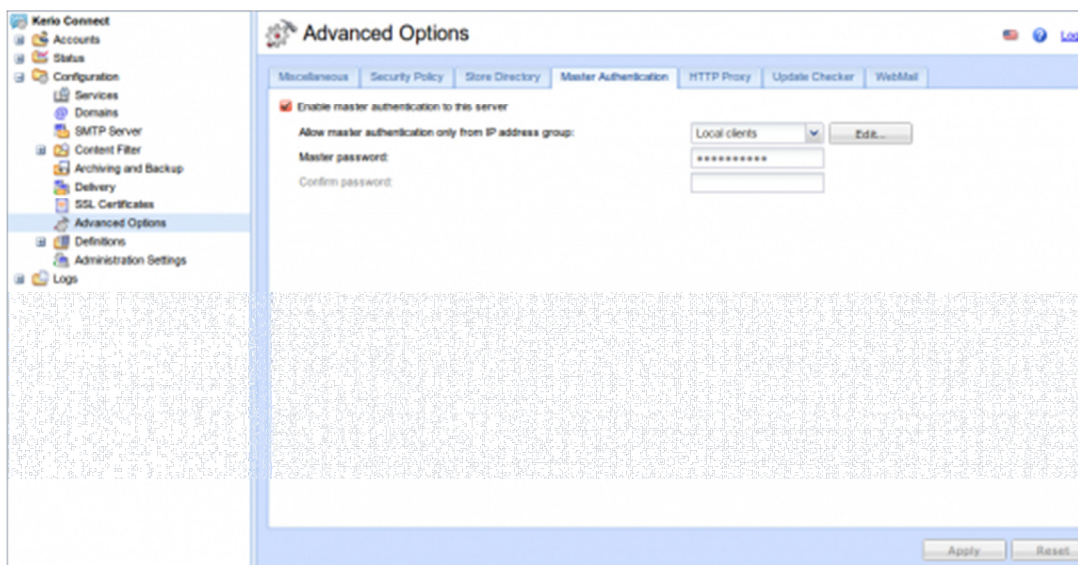 Kerio Connect
Accounts
Status
Configuration
Services
Domains
SMTP Server
Content Filter
Archiving and Backup
Delivery
SSL Certificates
Advanced Options
Definitions
Administration Settings
Logs
Advanced Options
Miscellaneous Security Policy Store Directory Master Authentication HTTP Proxy Update Checker WebMail
Enable master authentication to this server
Allow master authentication only from IP address group: Local clients Edit...
Master password: **********
Confirm password:
Apply Reset